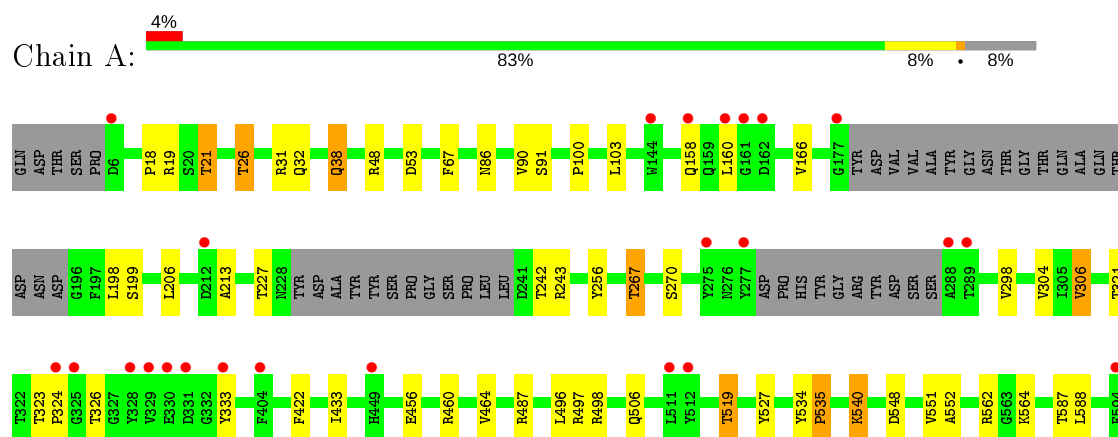 4%
Chain A:
83% 8% • 8%
GLN ASP THR SER PRO D6 P18 R19 S20 T21 T26 R31 Q32 Q38 R48 D53 F67 N86 V90 S91 P100 L103 W144 Q158 Q159 L160 G161 D162 V166 G177 TYR ASP VAL VAL ALA TYR GLY ASN THR GLY THR GLN ALA GLN THR
ASP ASN ASP G196 F197 L198 S199 L206 D212 A213 T227 N228 TYR ASP ALA TYR TYR SER PRO GLY SER PRO LEU LEU D241 T242 R243 Y256 T267 S270 Y275 N276 Y277 ASP PRO HIS TYR GLY ARG TYR ASP SER SER A288 T289 V298 V304 I305 V306 T321
T322 T323 P324 G325 T326 G327 Y328 V329 E330 D331 G332 Y333 F404 F422 I433 H449 E456 R460 V464 R487 L496 R497 R498 Q506 L511 Y512 T519 Y527 Y534 P535 K540 D548 V551 A552 R562 G563 K564 T587 L588